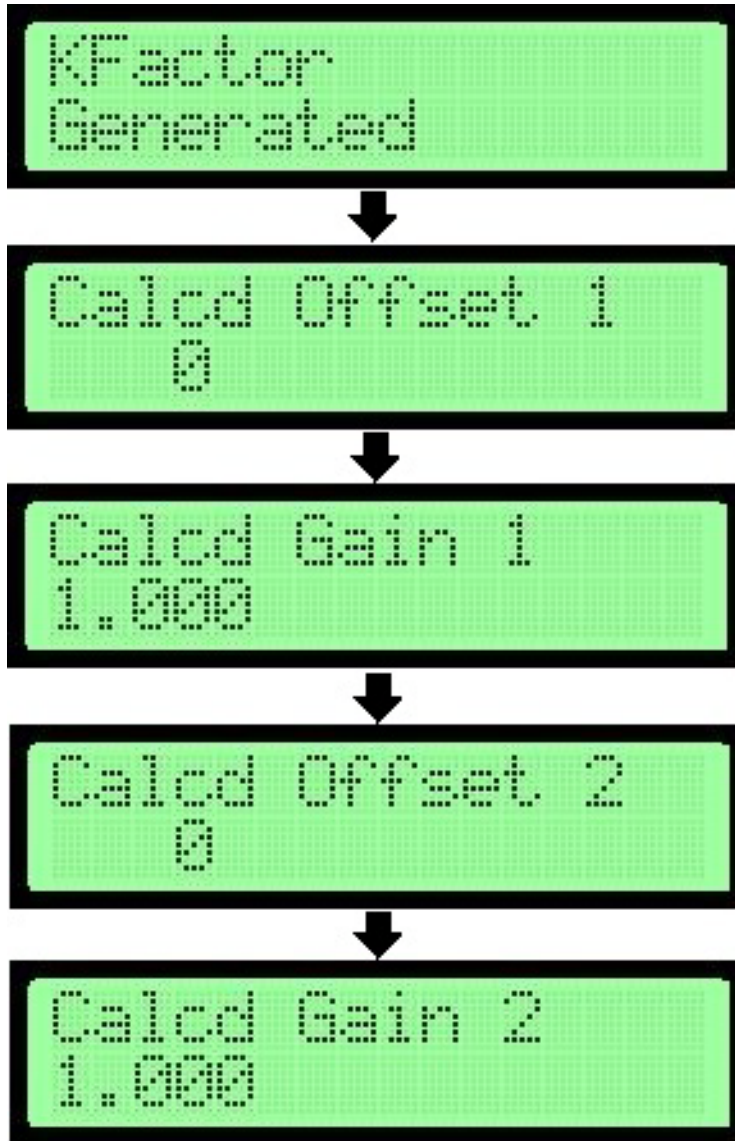 KFactor
Generated
Calcd Offset 1
0
Calcd Gain 1
1.000
Calcd Offset 2
0
Calcd Gain 2
1.000